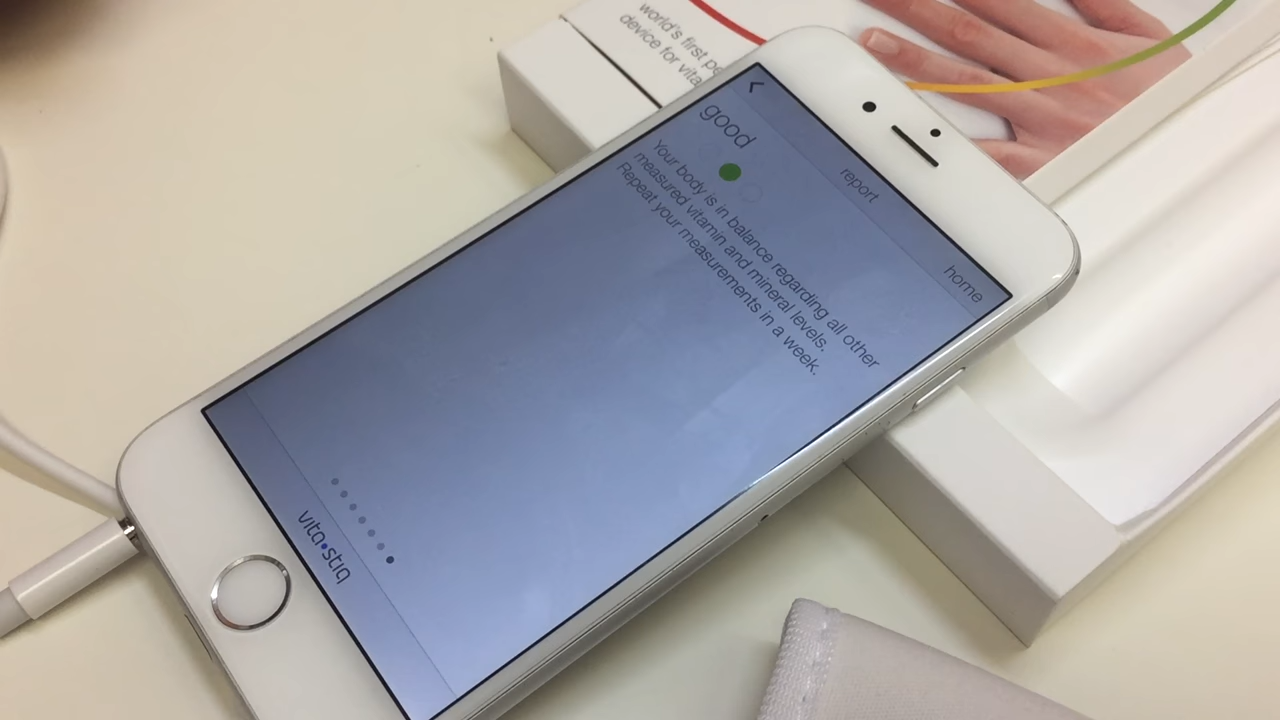 world's first
device for
report
home
good
Your body is in balance regarding all other
measured vitamin and mineral levels.
Repeat your measurements in a week.
vita•stiq